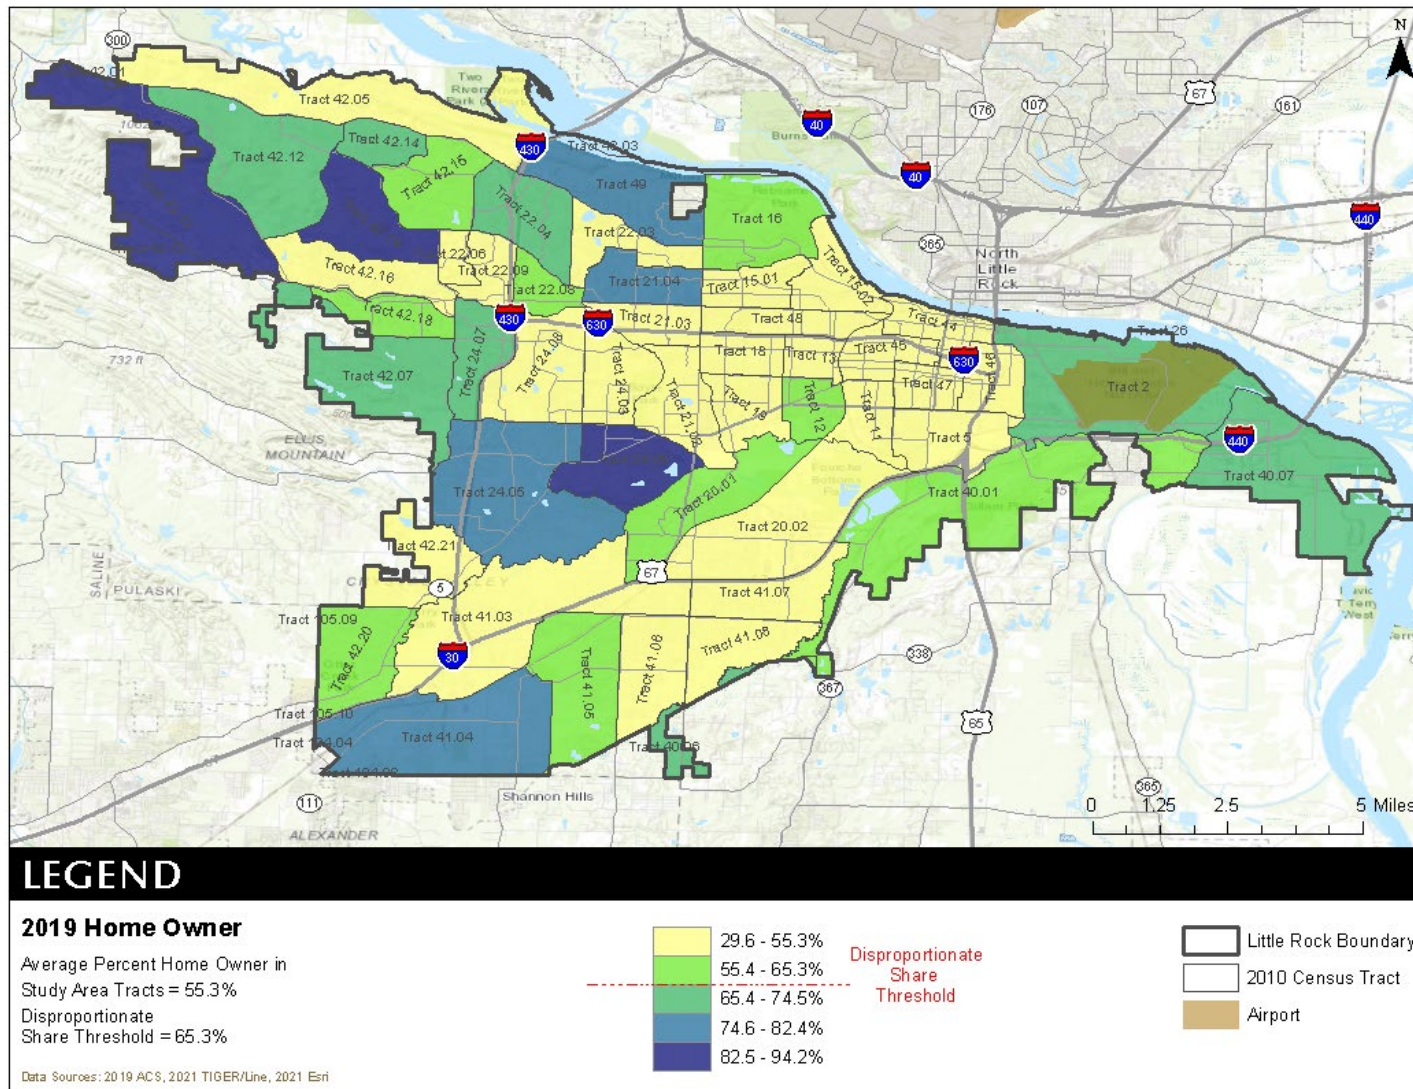 N
300
Tract 42.05
Two
40
67
176
107
161
Tract 42.14
Tract 42.12
430
Tract 42.03
40
Tract 42.15
Tract 49
440
Tract 22.04
Tract 16
Tract 22.03
365
North
Little
Rock
Tract 42.16
Tract 22.09
Tract 22.08
Tract 21.04
Tract 15.01
Tract 15.02
Tract 42.18
430
630
Tract 21.03
Tract 48
Tract 44
Tract 26
732 ft
Tract 24.07
Tract 24.08
Tract 18
Tract 13
Tract 45
630
Tract 46
Tract 42.07
Tract 24.03
Tract 47
Tract 2
Tract 21.02
Tract 19
Tract 12
Tract 11
ELLIS
MOUNTAIN
Tract 5
440
Tract 24.05
Tract 20.01
Tract 40.01
Tract 40.07
Tract 20.02
Tract 42.21
67
SALINE
PULASKI
5
Tract 41.07
Tract 105.09
Tract 41.03
Tract 42.20
30
Tract 41.06
Tract 41.08
338
Tract 41.05
367
65
Tract 105.10
Tract 41.04
111
Shannon Hills
365
ALEXANDER
0 1.25 2.5 5 Miles
LEGEND
2019 Home Owner
Average Percent Home Owner in
Study Area Tracts = 55.3%
Disproportionate
Share Threshold = 65.3%
Data Sources: 2019 ACS, 2021 TIGER/Line, 2021 Esri
29.6 - 55.3%
55.4 - 65.3%
65.4 - 74.5%
74.6 - 82.4%
82.5 - 94.2%
Disproportionate
Share
Threshold
Little Rock Boundary
2010 Census Tract
Airport